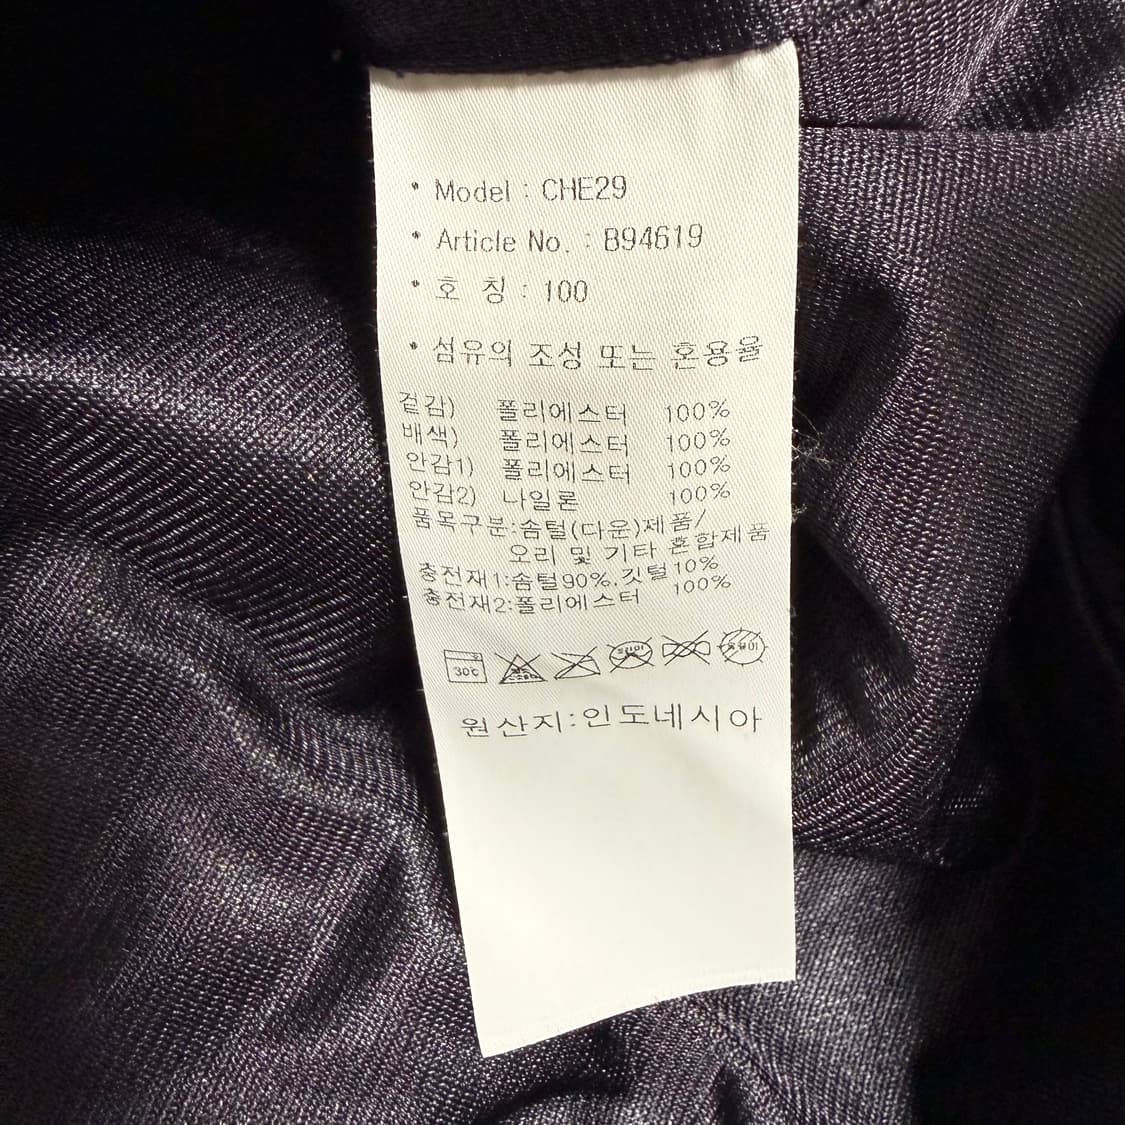 * Model : CHE29
* Article No. : B94619
* 호 칭 : 100
* 섬유의 조성 또는 혼용율
겉감) 폴리에스터 100%
배색) 폴리에스터 100%
안감1) 폴리에스터 100%
안감2) 나일론 100%
품목구분:솜털(다운)제품/
오리 및 기타 혼합제품
충전재1:솜털90%.깃털10%
충전재2:폴리에스터 100%
30℃
원산지:인도네시아